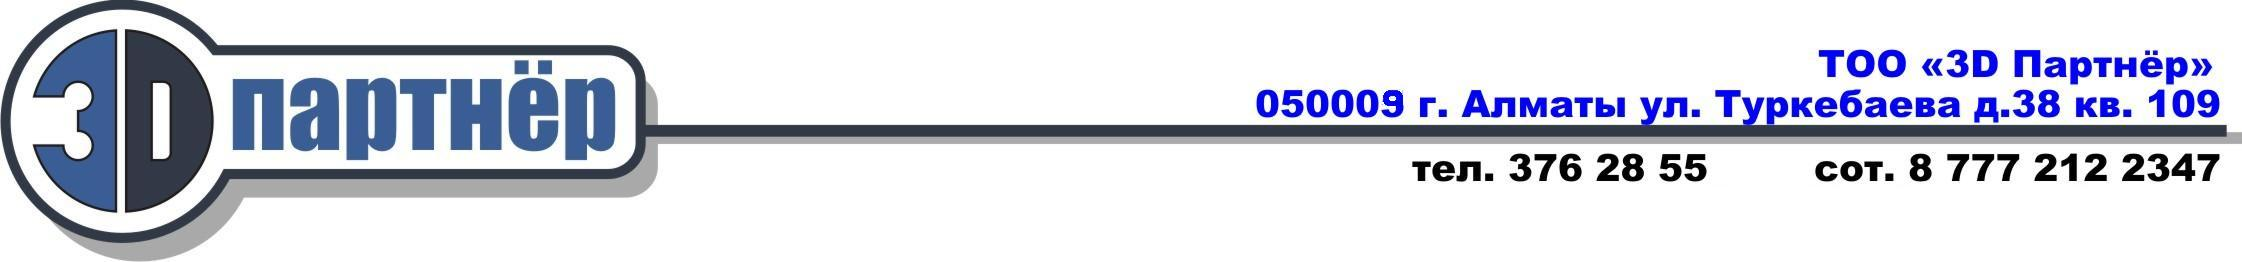 3D партнёр
ТОО «3D Партнёр»
050009 г. Алматы ул. Туркебаева д.38 кв. 109
тел. 376 28 55 сот. 8 777 212 2347